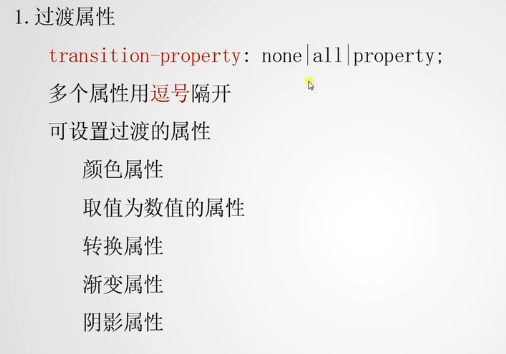 1.过渡属性
transition-property: none|all|property;
多个属性用逗号隔开
可设置过渡的属性
颜色属性
取值为数值的属性
转换属性
渐变属性
阴影属性